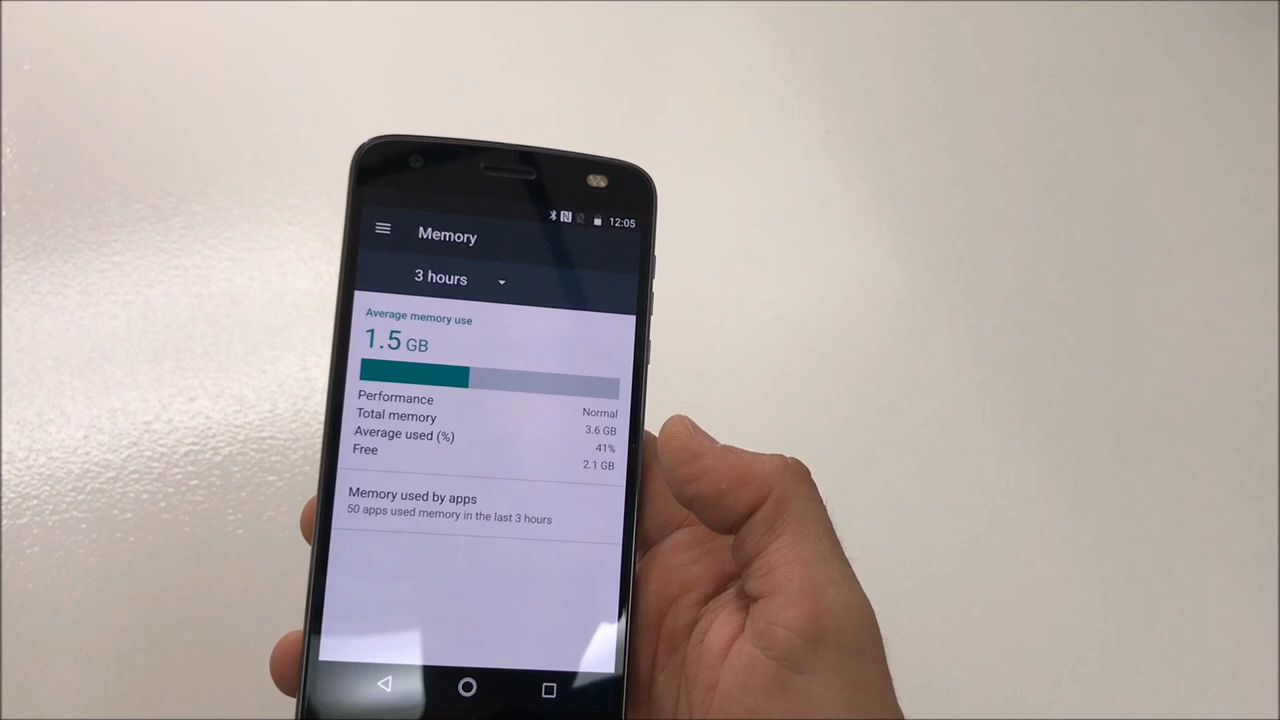 12:05
Memory
3 hours
Average memory use
1.5 GB
Performance Normal
Total memory 3.6 GB
Average used (%) 41%
Free 2.1 GB
Memory used by apps
50 apps used memory in the last 3 hours